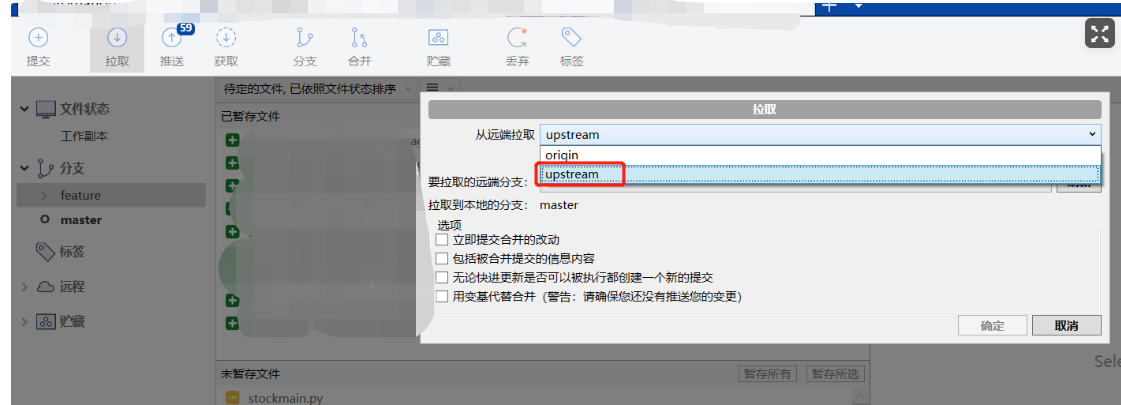 提交
拉取
推送
59
获取
分支
合并
贮藏
丢弃
标签
文件状态
工作副本
分支
feature
master
标签
远程
贮藏
待定的文件, 已依照文件状态排序
已暂存文件
未暂存文件
暂存所有
暂存所选
stockmain.py
拉取
从远端拉取
upstream
origin
upstream
要拉取的远端分支：
拉取到本地的分支： master
选项
立即提交合并的改动
包括被合并提交的信息内容
无论快进更新是否可以被执行都创建一个新的提交
用变基代替合并（警告：请确保您还没有推送您的变更）
确定
取消
Sele